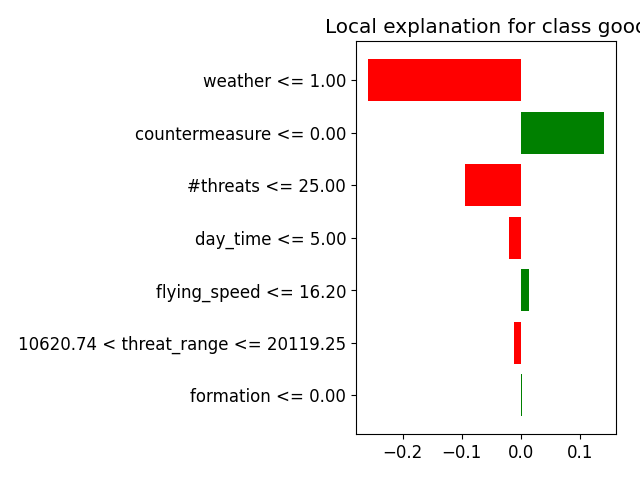 Local explanation for class good
weather <= 1.00
countermeasure <= 0.00
#threats <= 25.00
day_time <= 5.00
flying_speed <= 16.20
10620.74 < threat_range <= 20119.25
formation <= 0.00
−0.2 −0.1 0.0 0.1